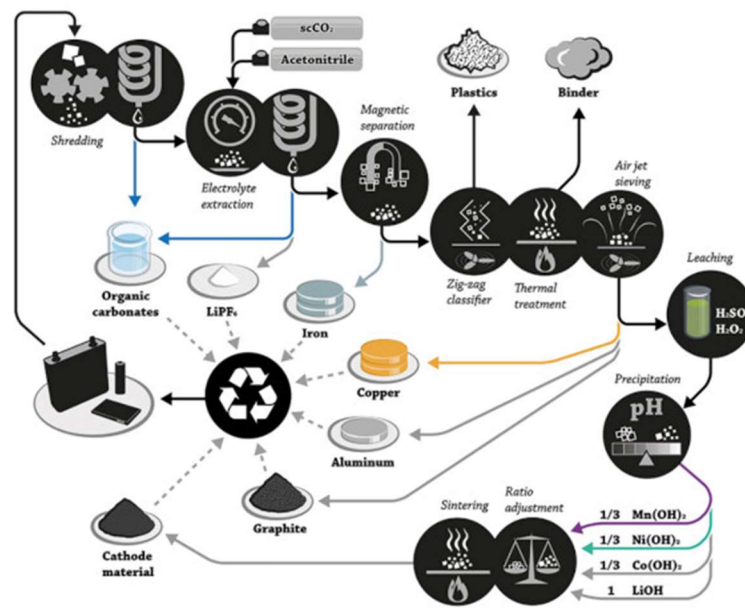 scCO₂
Acetonitrile
Shredding
Electrolyte
extraction
Magnetic
separation
Plastics
Binder
Air jet
sieving
Zig-zag
classifier
Thermal
treatment
Leaching
H₂SO
H₂O₂
Organic
carbonates
LiPF₆
Iron
Copper
Aluminum
Graphite
Cathode
material
Precipitation
pH
Sintering
Ratio
adjustment
1/3 Mn(OH)₂
1/3 Ni(OH)₂
1/3 Co(OH)₂
1 LiOH